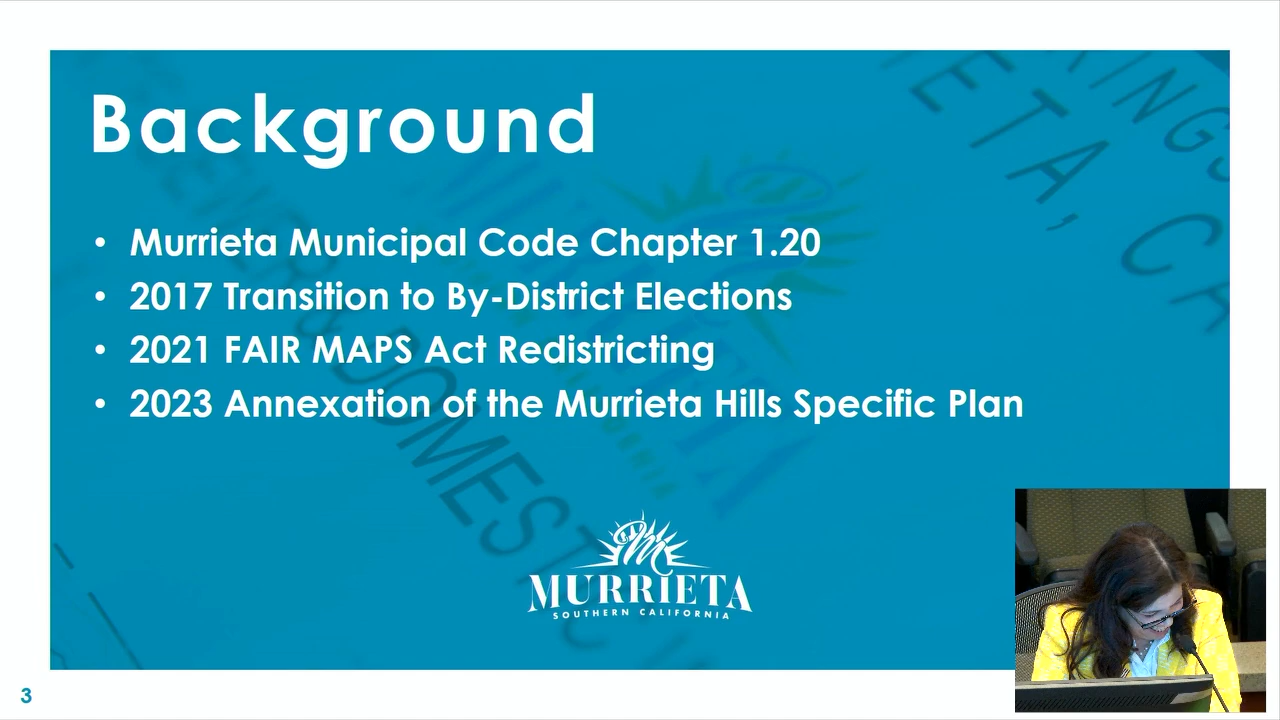 Background
• Murrieta Municipal Code Chapter 1.20
• 2017 Transition to By-District Elections
• 2021 FAIR MAPS Act Redistricting
• 2023 Annexation of the Murrieta Hills Specific Plan
MURRIETA
SOUTHERN CALIFORNIA
3